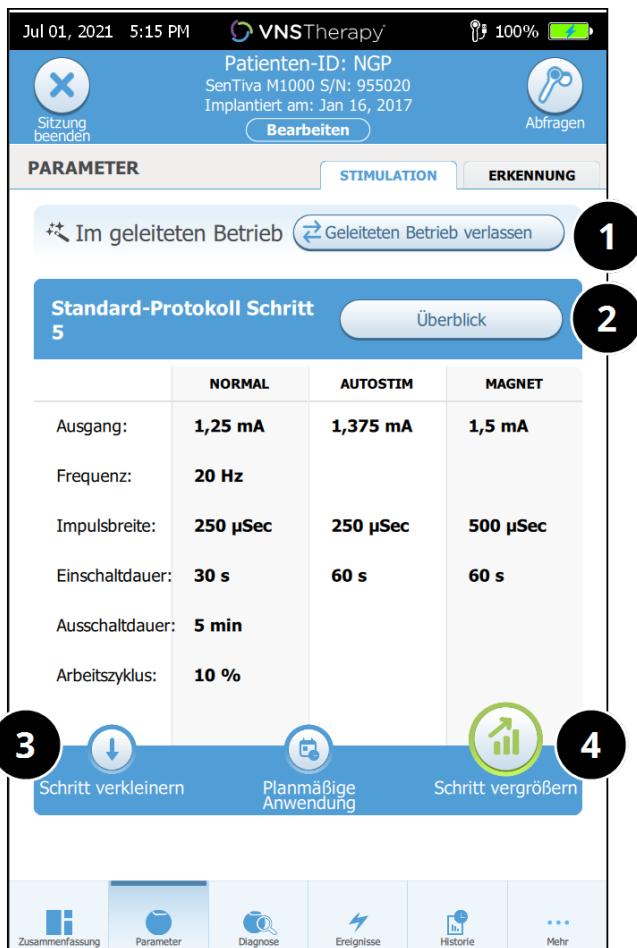 Jul 01, 2021 5:15 PM VNSTherapy 100%
Patienten-ID: NGP
SenTiva M1000 S/N: 955020
Implantiert am: Jan 16, 2017
Bearbeiten
Sitzung
beenden
Abfragen
PARAMETER STIMULATION ERKENNUNG
Im geleiteten Betrieb Geleiteten Betrieb verlassen 1
Standard-Protokoll Schritt
5
Überblick 2
NORMAL AUTOSTIM MAGNET
Ausgang: 1,25 mA 1,375 mA 1,5 mA
Frequenz: 20 Hz
Impulsbreite: 250 µSec 250 µSec 500 µSec
Einschaltdauer: 30 s 60 s 60 s
Ausschaltdauer: 5 min
Arbeitszyklus: 10 %
3 4
Schritt verkleinern
Planmäßige
Anwendung
Schritt vergrößern
Zusammenfassung Parameter Diagnose Ereignisse Historie Mehr